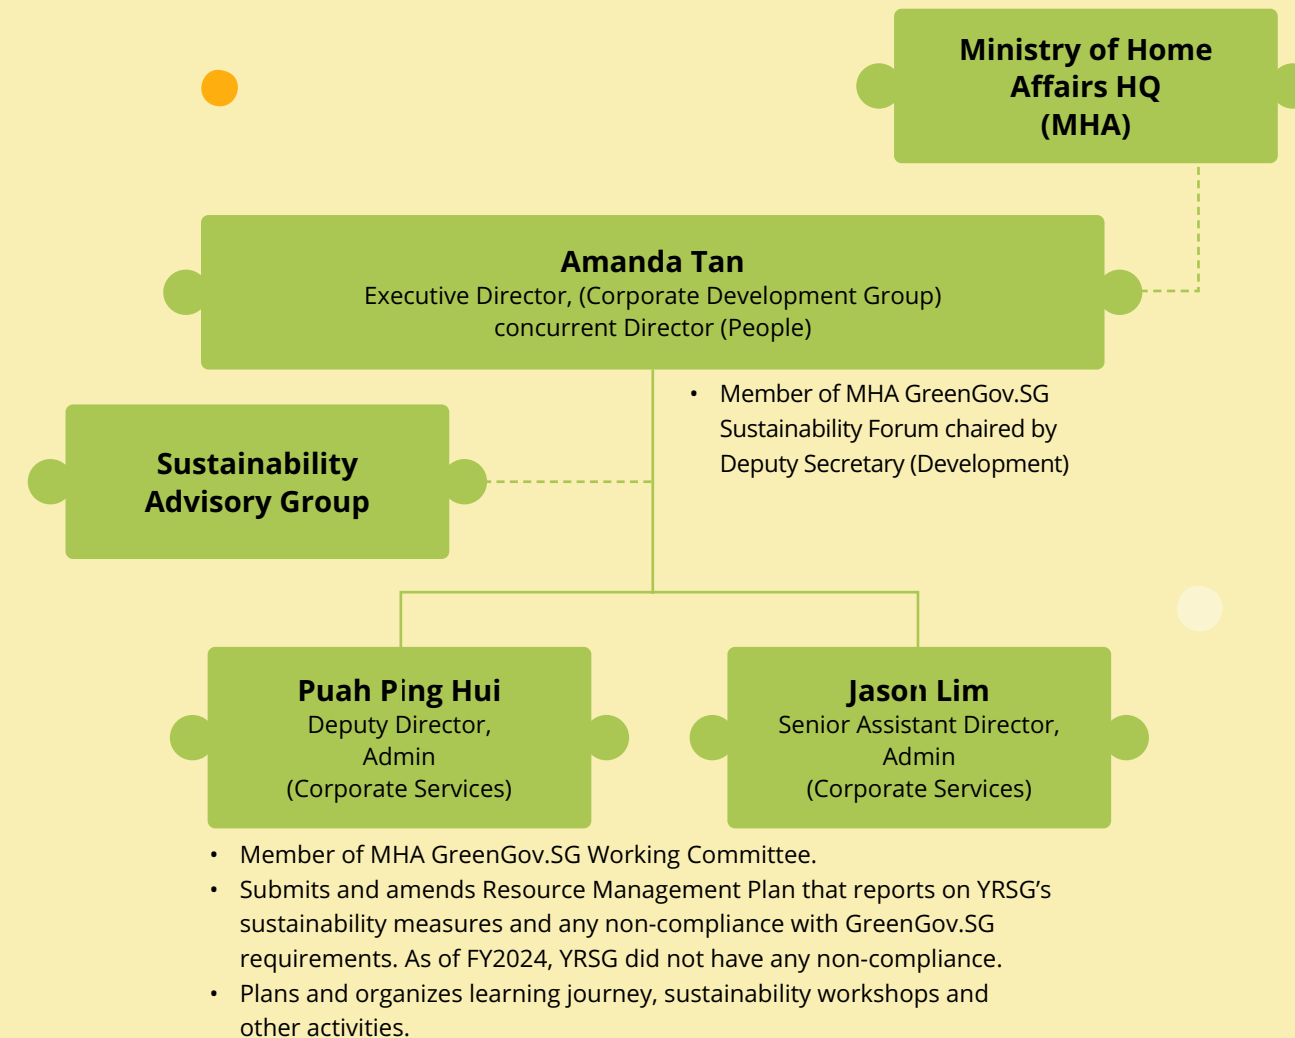 Ministry of Home
Affairs HQ
(MHA)
Amanda Tan
Executive Director, (Corporate Development Group)
concurrent Director (People)
• Member of MHA GreenGov.SG
Sustainability Forum chaired by
Deputy Secretary (Development)
Sustainability
Advisory Group
Puah Ping Hui
Deputy Director,
Admin
(Corporate Services)
Jason Lim
Senior Assistant Director,
Admin
(Corporate Services)
• Member of MHA GreenGov.SG Working Committee.
• Submits and amends Resource Management Plan that reports on YRSG’s
sustainability measures and any non-compliance with GreenGov.SG
requirements. As of FY2024, YRSG did not have any non-compliance.
• Plans and organizes learning journey, sustainability workshops and
other activities.